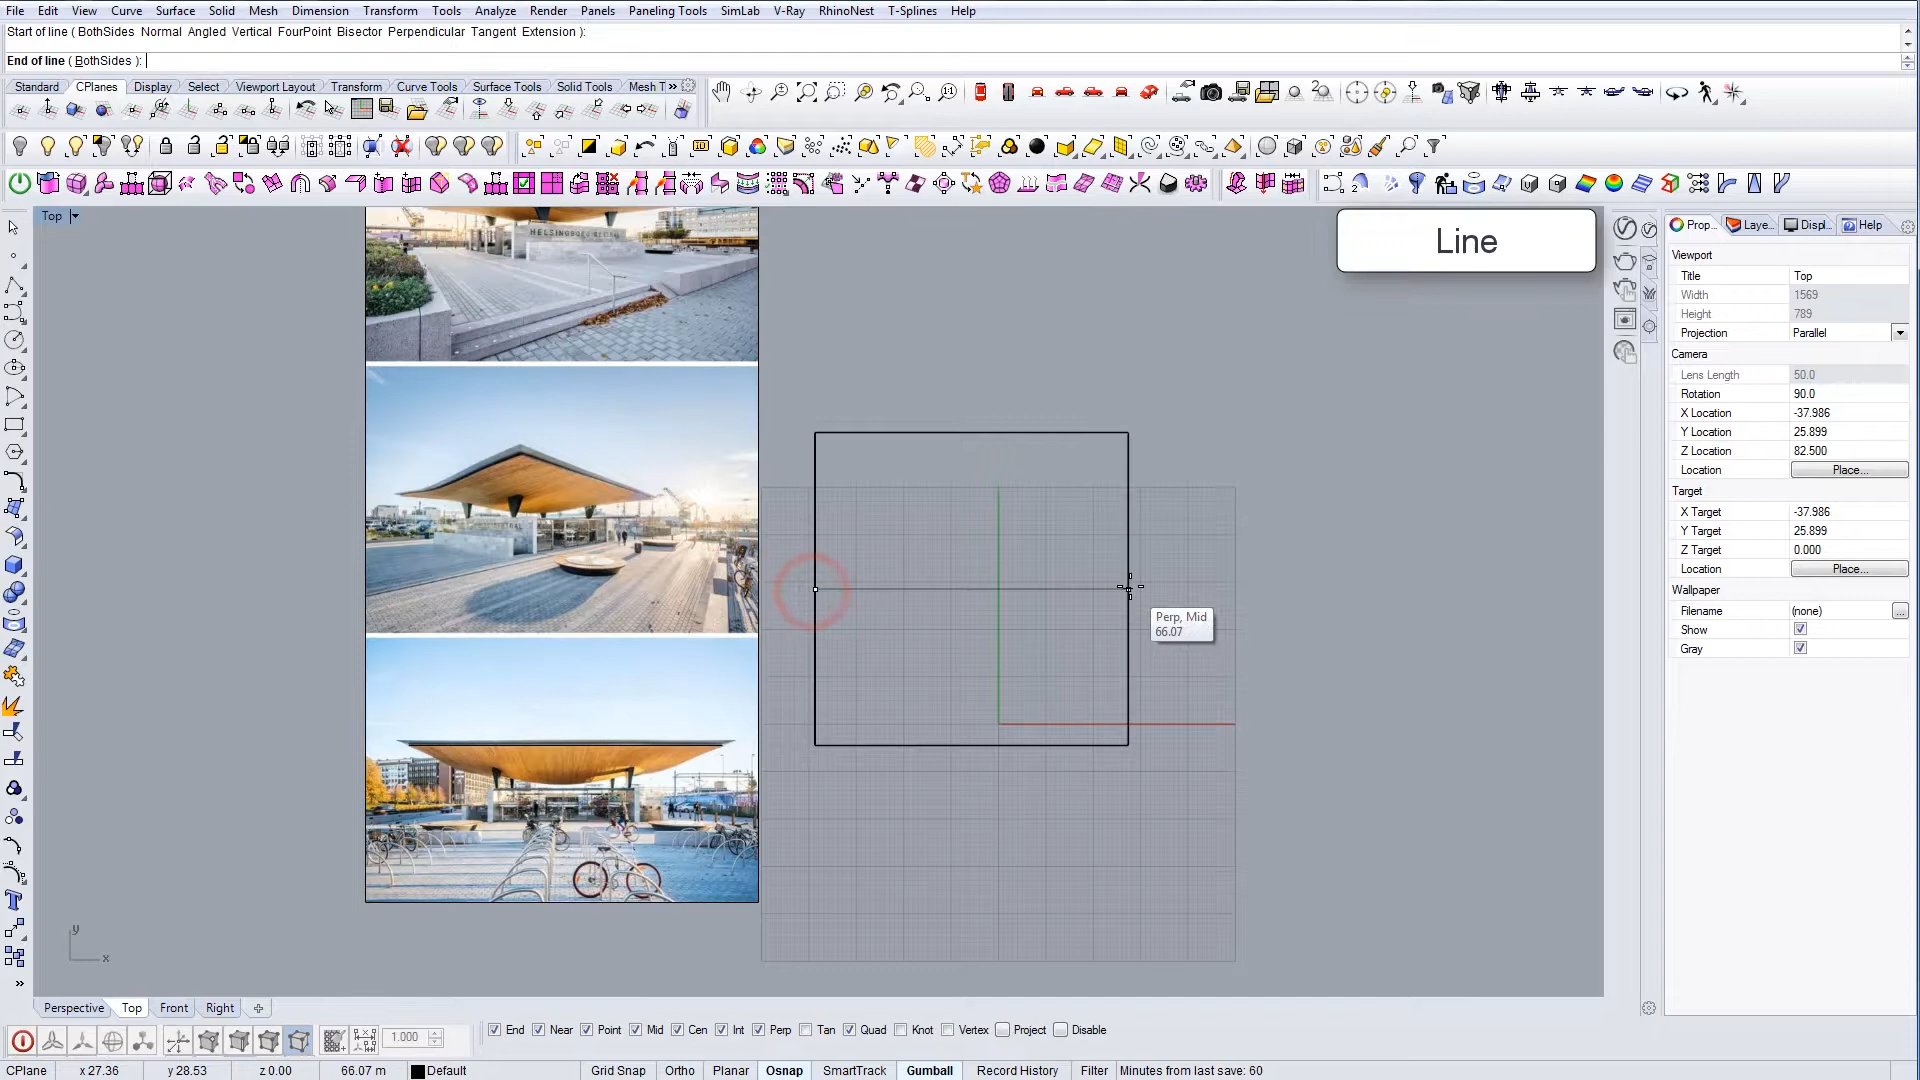 File Edit View Curve Surface Solid Mesh Dimension Transform Tools Analyze Render Panels Paneling Tools SimLab V-Ray RhinoNest T-Splines Help
Start of line ( BothSides Normal Angled Vertical FourPoint Bisector Perpendicular Tangent Extension ):
End of line ( BothSides ):
Standard CPlanes Display Select Viewport Layout Transform Curve Tools Surface Tools Solid Tools Mesh T »
Top
Line
Prop... Laye... Displ... Help
Viewport
Title Top
Width 1569
Height 789
Projection Parallel
Camera
Lens Length 50.0
Rotation 90.0
X Location -37.986
Y Location 25.899
Z Location 82.500
Location Place...
Target
X Target -37.986
Y Target 25.899
Z Target 0.000
Location Place...
Wallpaper
Filename (none) ...
Show
Gray
Perp, Mid
66.07
y
x
»
Perspective Top Front Right
1.000
End Near Point Mid Cen Int Perp Tan Quad Knot Vertex Project Disable
CPlane x 27.36 y 28.53 z 0.00 66.07 m Default Grid Snap Ortho Planar Osnap SmartTrack Gumball Record History Filter Minutes from last save: 60